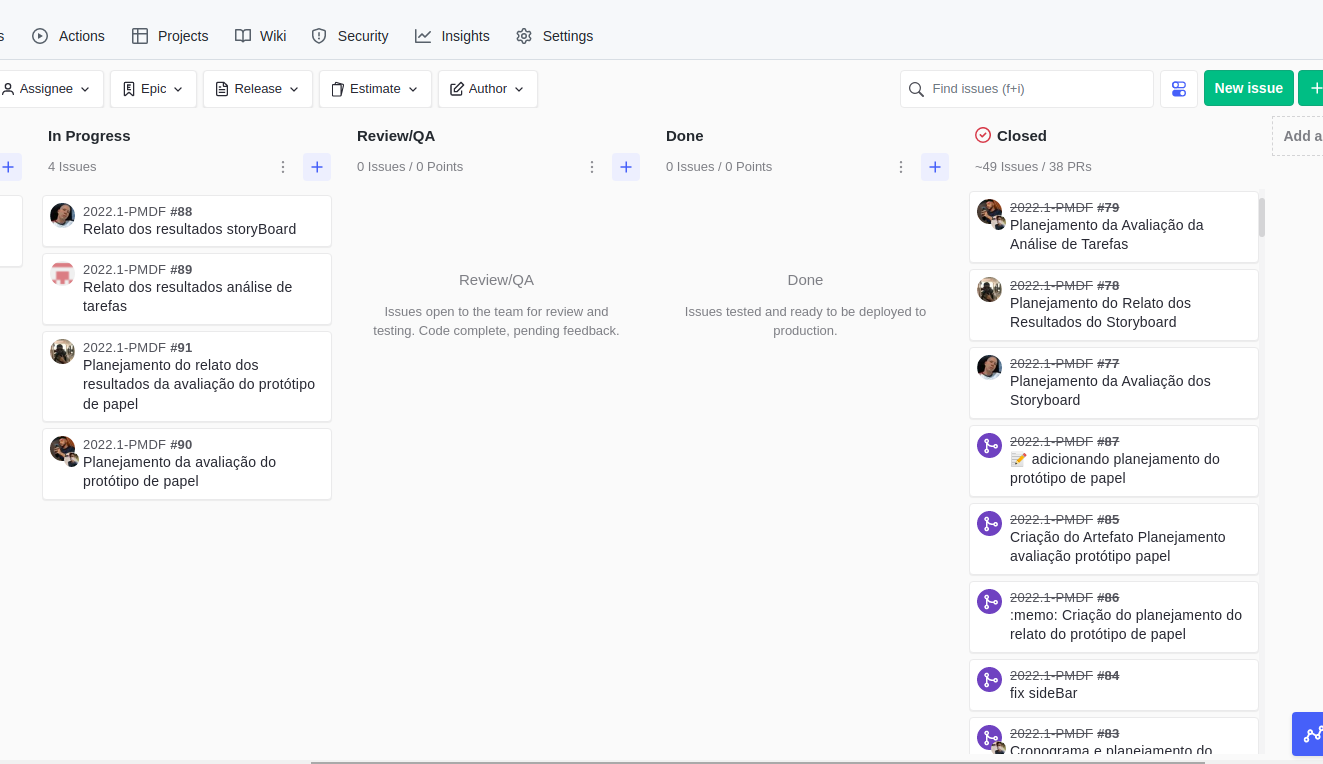 s
Actions
Projects
Wiki
Security
Insights
Settings
Assignee
Epic
Release
Estimate
Author
Find issues (f+i)
New issue
In Progress
4 Issues
2022.1-PMDF #88
Relato dos resultados storyBoard
2022.1-PMDF #89
Relato dos resultados análise de
tarefas
2022.1-PMDF #91
Planejamento do relato dos
resultados da avaliação do protótipo
de papel
2022.1-PMDF #90
Planejamento da avaliação do
protótipo de papel
Review/QA
0 Issues / 0 Points
Review/QA
Issues open to the team for review and
testing. Code complete, pending feedback.
Done
0 Issues / 0 Points
Done
Issues tested and ready to be deployed to
production.
Closed
~49 Issues / 38 PRs
2022.1-PMDF #79
Planejamento da Avaliação da
Análise de Tarefas
2022.1-PMDF #78
Planejamento do Relato dos
Resultados do Storyboard
2022.1-PMDF #77
Planejamento da Avaliação dos
Storyboard
2022.1-PMDF #87
📝 adicionando planejamento do
protótipo de papel
2022.1-PMDF #85
Criação do Artefato Planejamento
avaliação protótipo papel
2022.1-PMDF #86
:memo: Criação do planejamento do
relato do protótipo de papel
2022.1-PMDF #84
fix sideBar
2022.1-PMDF #83
Cronograma e planejamento do
Add a